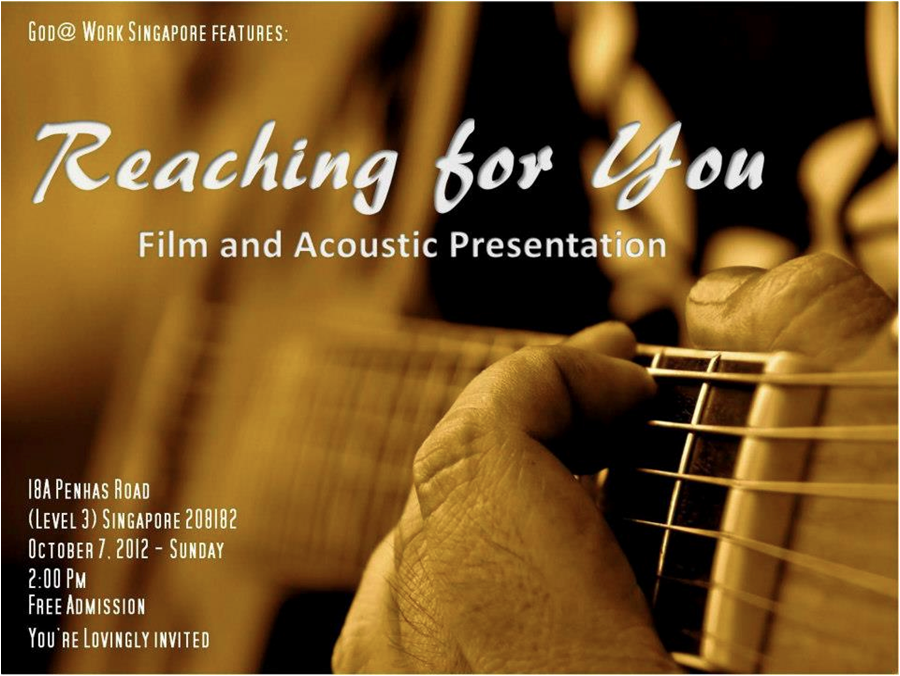 God@ Work Singapore features:
Reaching for You
Film and Acoustic Presentation
18A Penhas Road
(Level 3) Singapore 208182
October 7, 2012 - Sunday
2:00 Pm
Free Admission
You're Lovingly invited